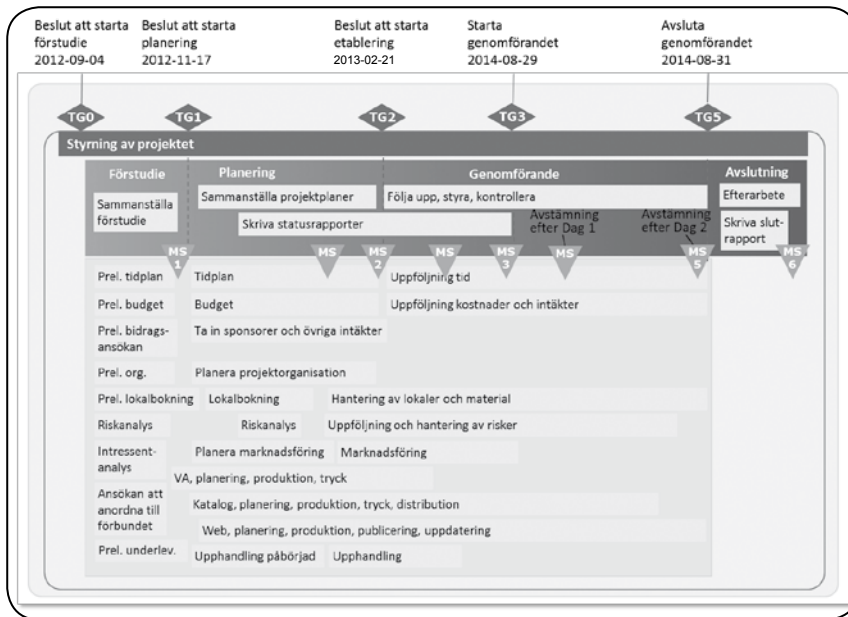 Beslut att starta
förstudie
2012-09-04
Beslut att starta
planering
2012-11-17
Beslut att starta
etablering
2013-02-21
Starta
genomförandet
2014-08-29
Avsluta
genomförandet
2014-08-31
TG0
TG1
TG2
TG3
TG5
Styrning av projektet
Förstudie
Planering
Genomförande
Avslutning
Sammanställa
förstudie
Sammanställa projektplaner
Följa upp, styra, kontrollera
Efterarbete
Skriva statusrapporter
Avstämning
efter Dag 1
Avstämning
efter Dag 2
Skriva slut-
rapport
MS
1
MS
MS
2
MS
MS
3
MS
MS
5
MS
6
Prel. tidplan
Tidplan
Uppföljning tid
Prel. budget
Budget
Uppföljning kostnader och intäkter
Prel. bidrags-
ansökan
Ta in sponsorer och övriga intäkter
Prel. org.
Planera projektorganisation
Prel. lokalbokning
Lokalbokning
Hantering av lokaler och material
Riskanalys
Riskanalys
Uppföljning och hantering av risker
Intressent-
analys
Planera marknadsföring
Marknadsföring
VA, planering, produktion, tryck
Ansökan att
anordna till
förbundet
Katalog, planering, produktion, tryck, distribution
Web, planering, produktion, publicering, uppdatering
Prel. underlev.
Upphandling påbörjad
Upphandling